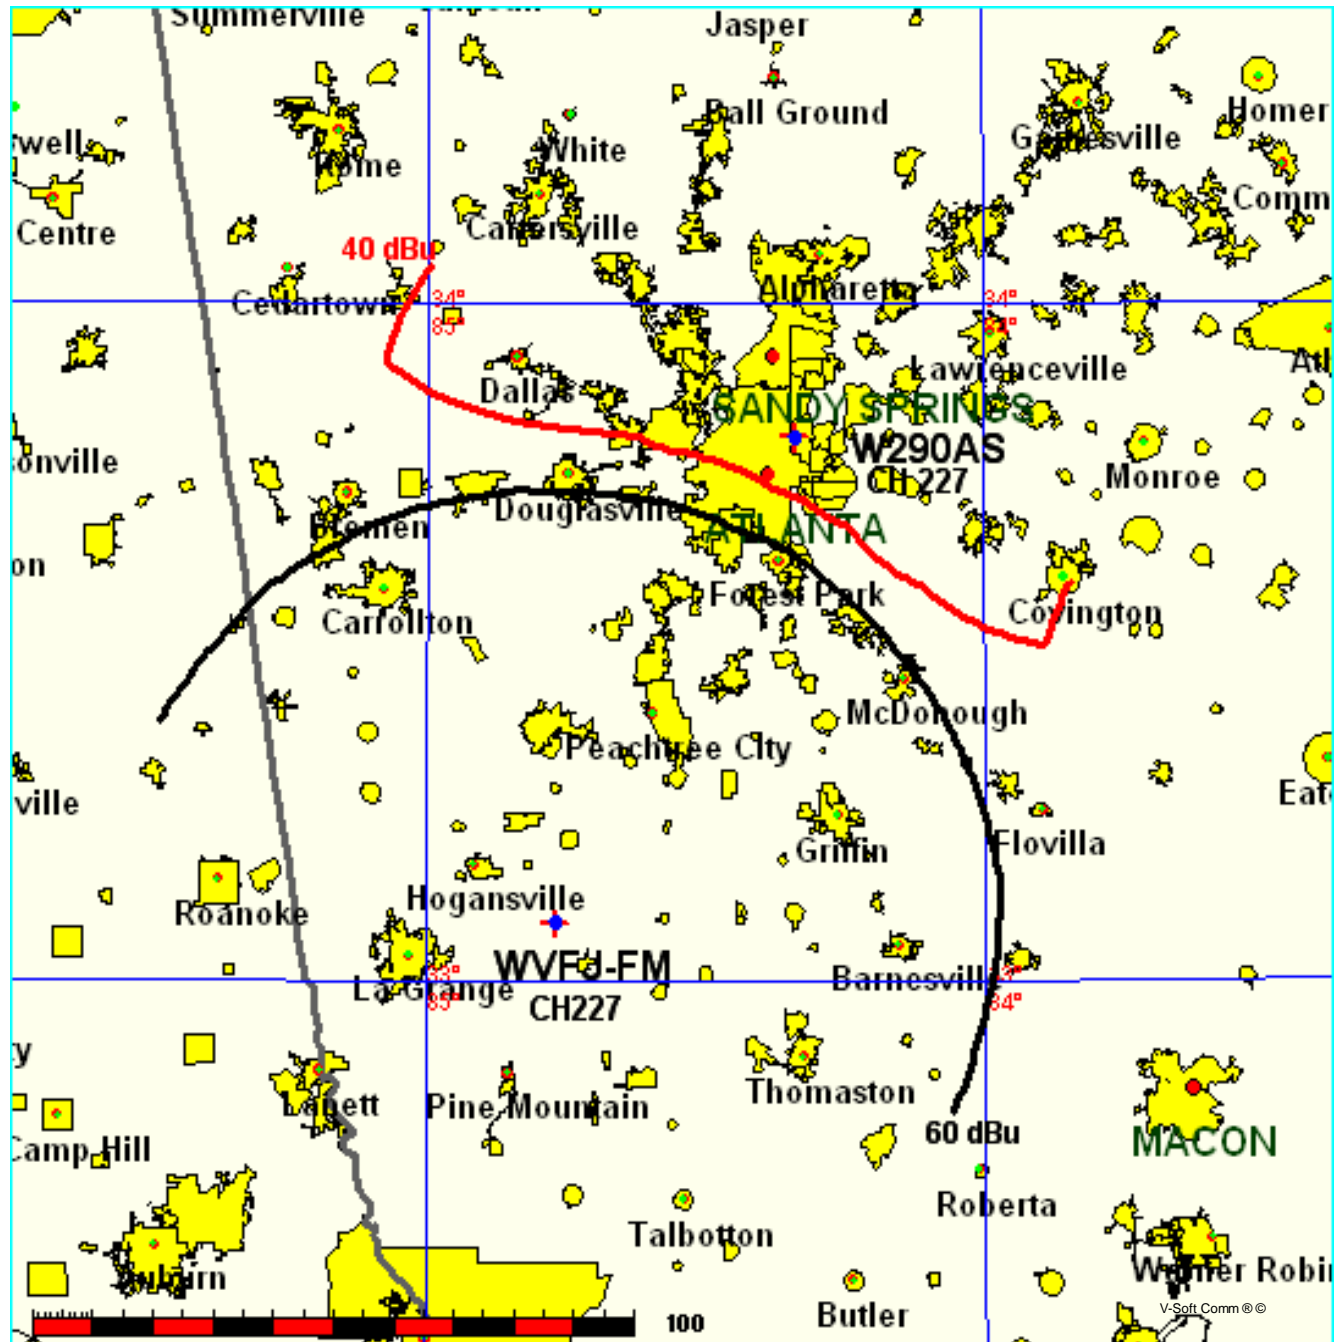 Summerville
Jasper
Ball Ground
Homer
Gainesville
White
Rome
well
Comm
Centre
Cartersville
40 dBu
Alpharetta
Cedartown
34°
85°
34°
84°
Lawrenceville
Atl
Dallas
SANDY SPRINGS
W290AS
CH 227
onville
Monroe
Douglasville
Bremen
ATLANTA
on
Forest Park
Covington
Carrollton
McDonough
Peachtree City
ville
Eat
Griffin
Flovilla
Hogansville
Roanoke
WVFJ-FM
CH227
Barnesville
33°
85°
33°
84°
La Grange
y
Thomaston
Lanett
Pine Mountain
60 dBu
MACON
Camp Hill
Roberta
Talbotton
Auburn
Warner Robi
V-Soft Comm ® ©
Butler
100